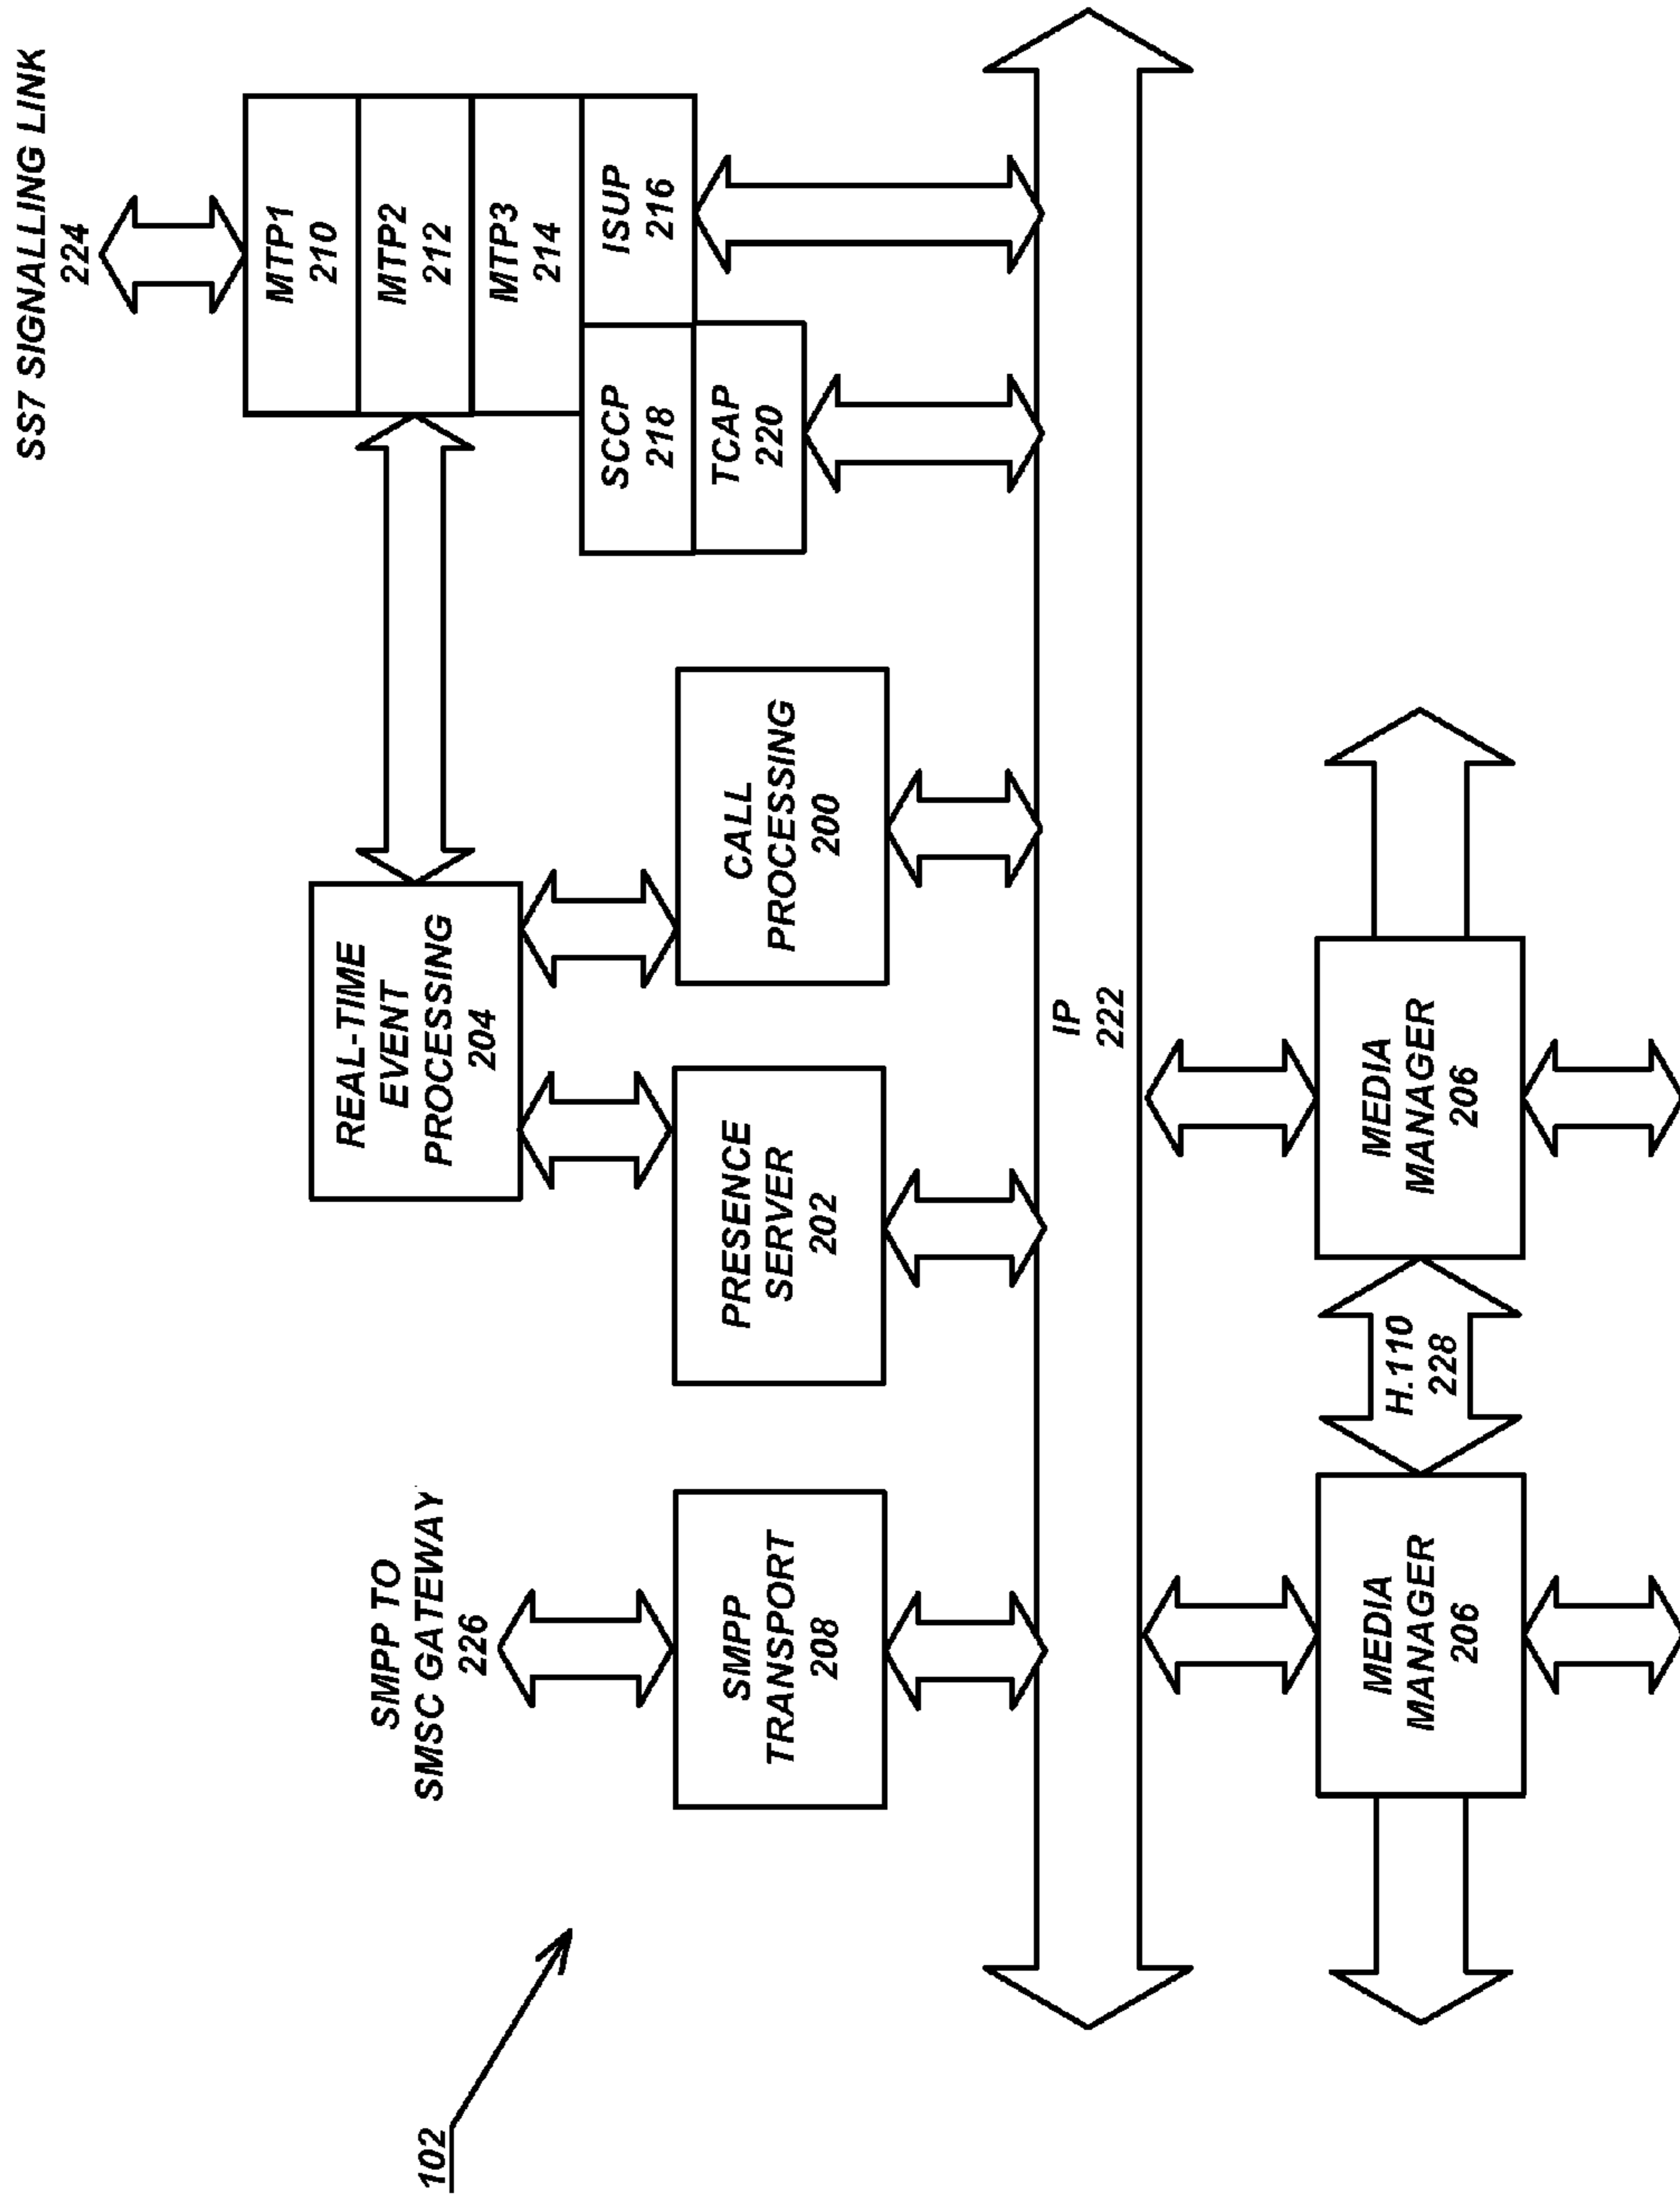 102
SMPP TO
SMSC GATEWAY
226
SS7 SIGNALLING LINK
224
REAL-TIME
EVENT
PROCESSING
204
MTP1
210
MTP2
212
MTP3
214
SCCP
218
ISUP
216
TCAP
220
SMPP
TRANSPORT
208
PRESENCE
SERVER
202
CALL
PROCESSING
200
IP
222
MEDIA
MANAGER
206
H.110
228
MEDIA
MANAGER
206